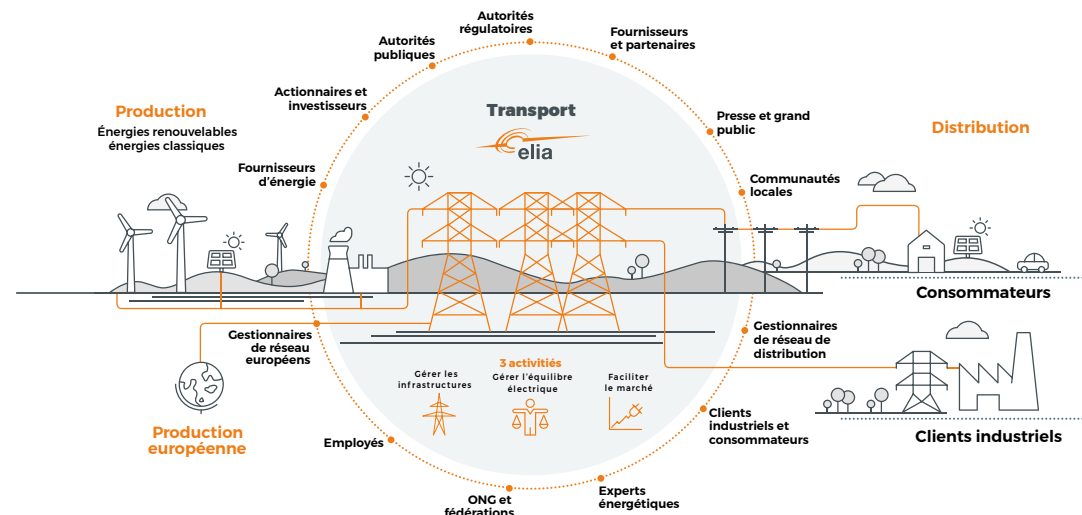 Autorités
régulatoires
Autorités
publiques
Fournisseurs
et partenaires
Actionnaires et
investisseurs
Production
Énergies renouvelables
énergies classiques
Transport
elia
Presse et grand
public
Distribution
Fournisseurs
d'énergie
Communautés
locales
Consommateurs
Gestionnaires
de réseau
européens
Gestionnaires
de réseau de
distribution
3 activitiés
Gérer les
infrastructures
Gérer l'équilibre
électrique
Faciliter
le marché
Production
européenne
Employés
Clients
industriels et
consommateurs
Clients industriels
ONG et
fédérations
Experts
énergétiques